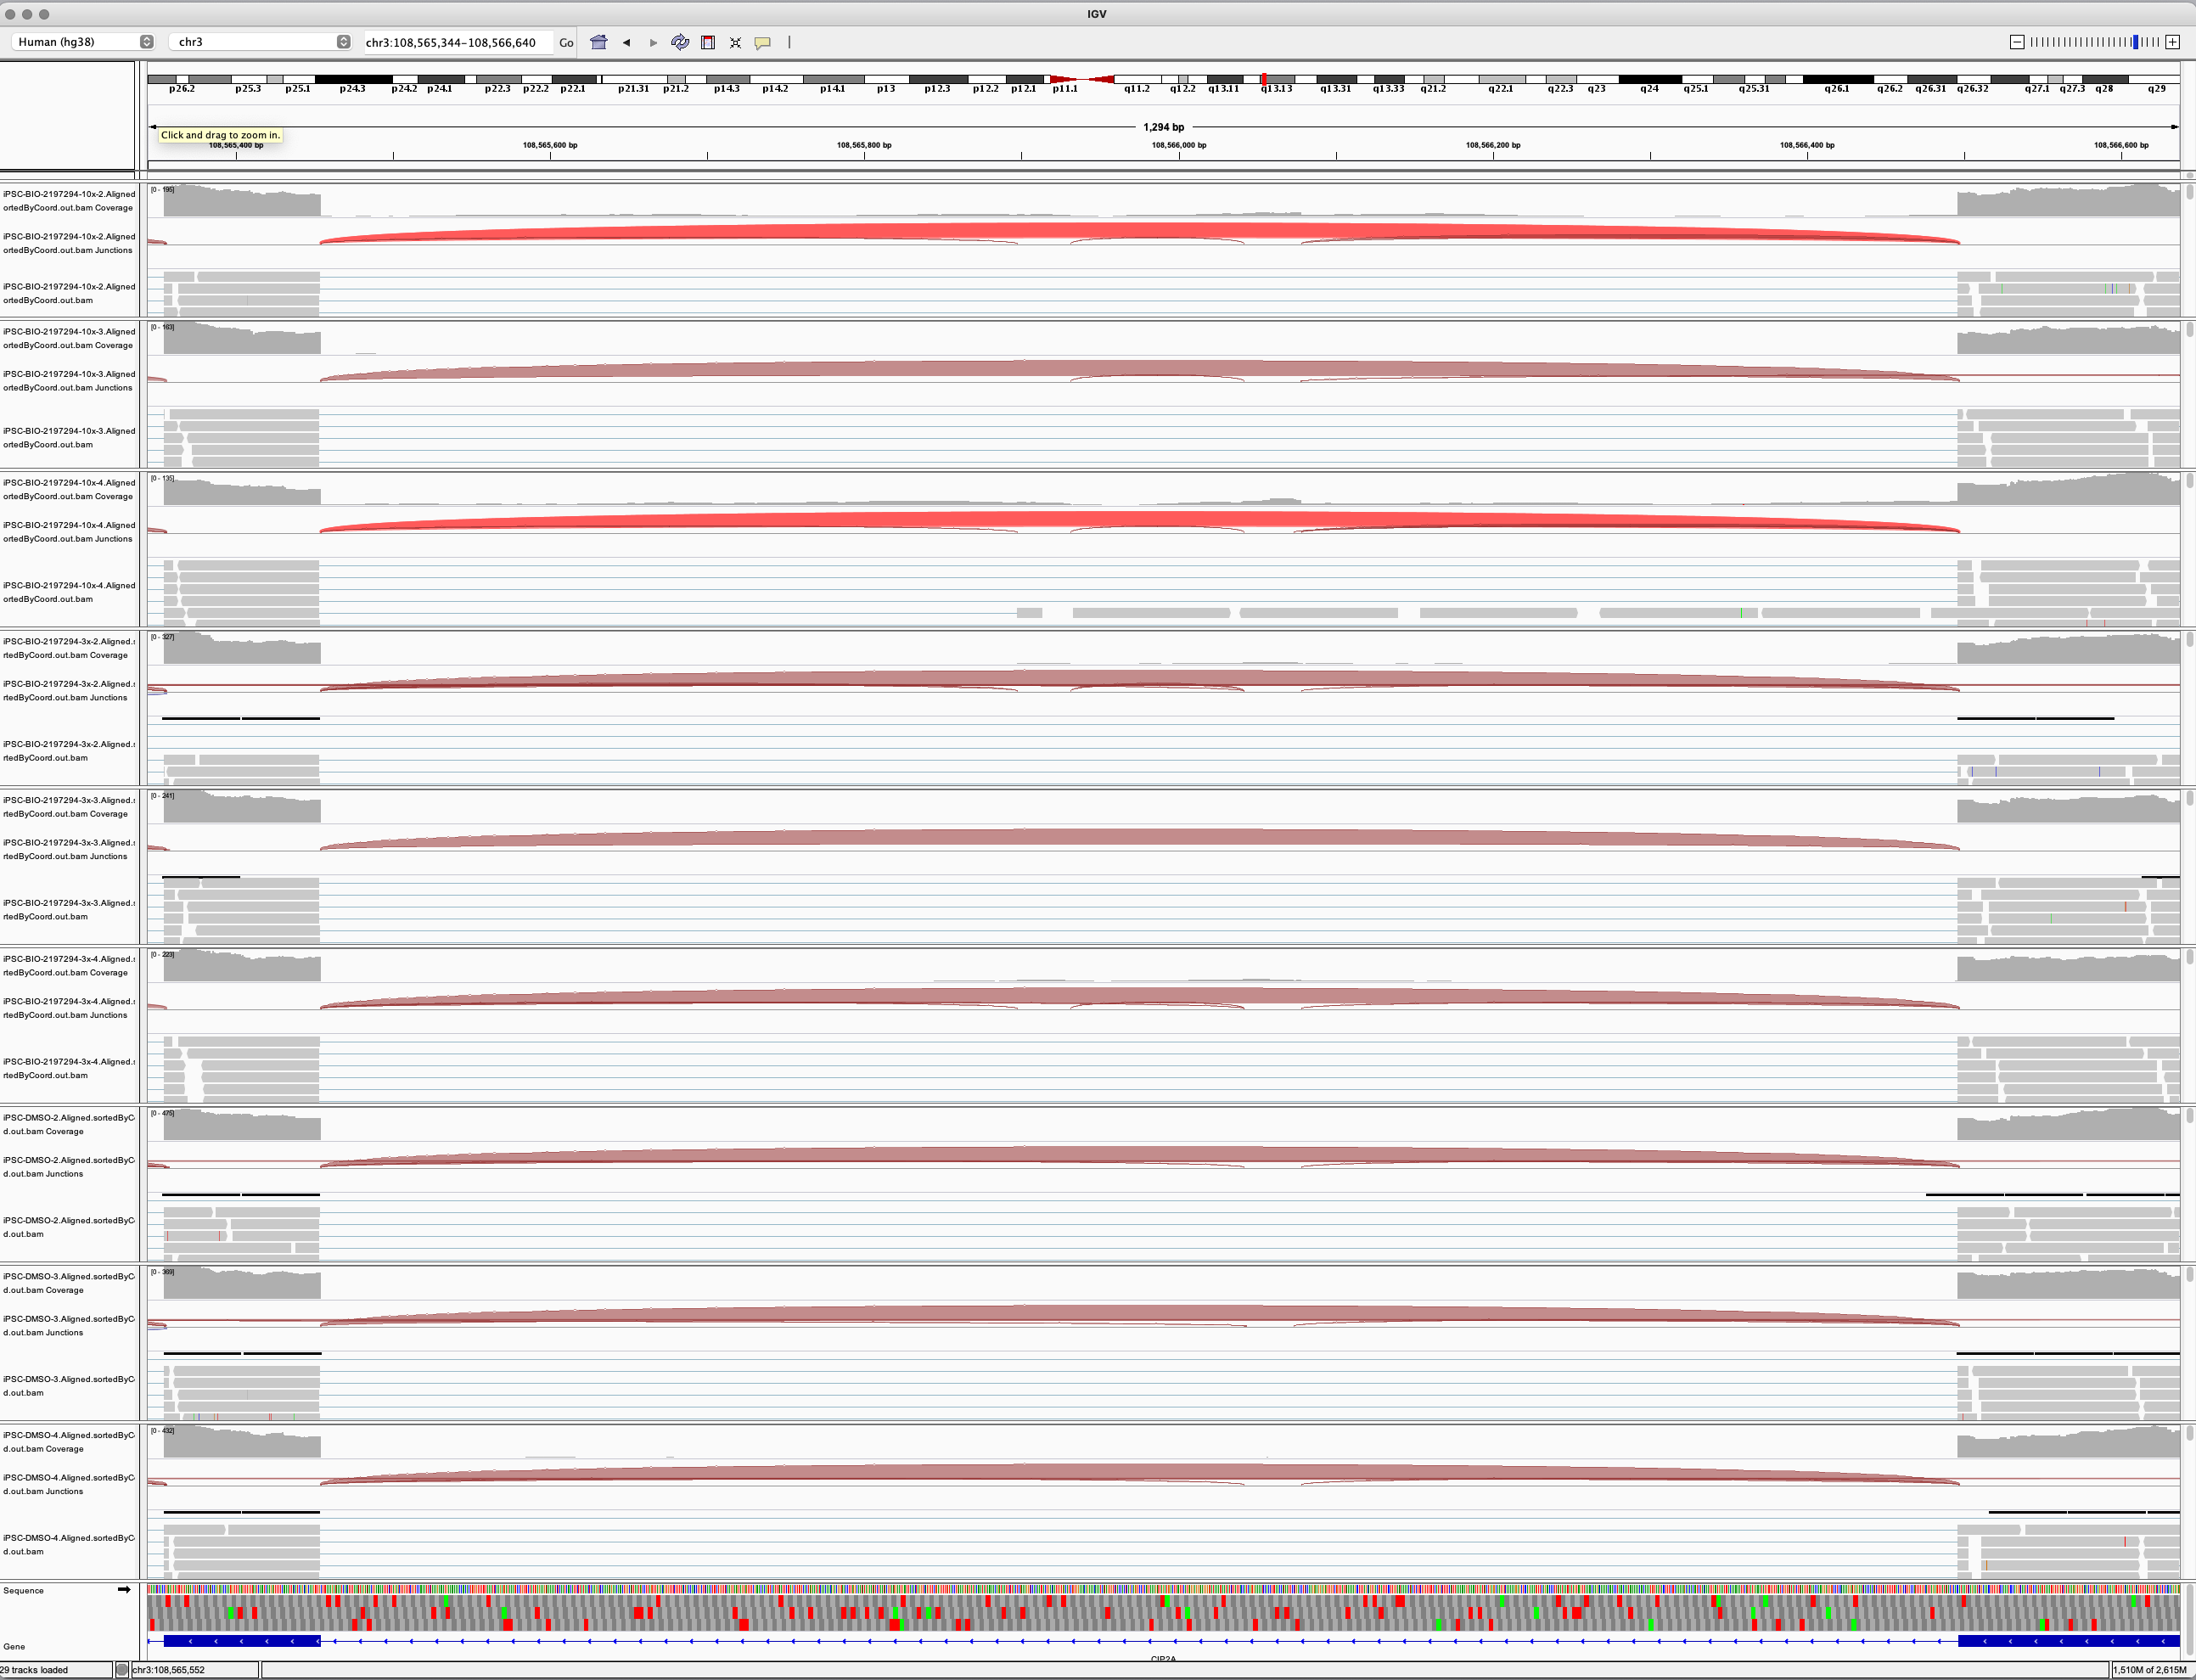 IGV
Human (hg38) chr3 chr3:108,565,344-108,566,640 Go
p26.2 p25.3 p25.1 p24.3 p24.2 p24.1 p22.3 p22.2 p22.1 p21.31 p21.2 p14.3 p14.2 p14.1 p13 p12.3 p12.2 p12.1 p11.1 q11.2 q12.2 q13.11 q13.13 q13.31 q13.33 q21.2 q22.1 q22.3 q23 q24 q25.1 q25.31 q26.1 q26.2 q26.31 q26.32 q27.1 q27.3 q28 q29
1,294 bp
Click and drag to zoom in.
108,565,400 bp 108,565,600 bp 108,565,800 bp 108,566,000 bp 108,566,200 bp 108,566,400 bp 108,566,600 bp
iPSC-BIO-2197294-10x-2.Aligned [0 - 195]
ortedByCoord.out.bam Coverage
iPSC-BIO-2197294-10x-2.Aligned
ortedByCoord.out.bam Junctions
iPSC-BIO-2197294-10x-2.Aligned
ortedByCoord.out.bam
iPSC-BIO-2197294-10x-3.Aligned [0 - 163]
ortedByCoord.out.bam Coverage
iPSC-BIO-2197294-10x-3.Aligned
ortedByCoord.out.bam Junctions
iPSC-BIO-2197294-10x-3.Aligned
ortedByCoord.out.bam
iPSC-BIO-2197294-10x-4.Aligned [0 - 135]
ortedByCoord.out.bam Coverage
iPSC-BIO-2197294-10x-4.Aligned
ortedByCoord.out.bam Junctions
iPSC-BIO-2197294-10x-4.Aligned
ortedByCoord.out.bam
iPSC-BIO-2197294-3x-2.Aligned.s [0 - 327]
rtedByCoord.out.bam Coverage
iPSC-BIO-2197294-3x-2.Aligned.s
rtedByCoord.out.bam Junctions
iPSC-BIO-2197294-3x-2.Aligned.s
rtedByCoord.out.bam
iPSC-BIO-2197294-3x-3.Aligned.s [0 - 241]
rtedByCoord.out.bam Coverage
iPSC-BIO-2197294-3x-3.Aligned.s
rtedByCoord.out.bam Junctions
iPSC-BIO-2197294-3x-3.Aligned.s
rtedByCoord.out.bam
iPSC-BIO-2197294-3x-4.Aligned.s [0 - 223]
rtedByCoord.out.bam Coverage
iPSC-BIO-2197294-3x-4.Aligned.s
rtedByCoord.out.bam Junctions
iPSC-BIO-2197294-3x-4.Aligned.s
rtedByCoord.out.bam
iPSC-DMSO-2.Aligned.sortedByC [0 - 475]
d.out.bam Coverage
iPSC-DMSO-2.Aligned.sortedByC
d.out.bam Junctions
iPSC-DMSO-2.Aligned.sortedByC
d.out.bam
iPSC-DMSO-3.Aligned.sortedByC [0 - 369]
d.out.bam Coverage
iPSC-DMSO-3.Aligned.sortedByC
d.out.bam Junctions
iPSC-DMSO-3.Aligned.sortedByC
d.out.bam
iPSC-DMSO-4.Aligned.sortedByC [0 - 432]
d.out.bam Coverage
iPSC-DMSO-4.Aligned.sortedByC
d.out.bam Junctions
iPSC-DMSO-4.Aligned.sortedByC
d.out.bam
Sequence
Gene
CIP2A
29 tracks loaded chr3:108,565,552 1,510M of 2,615M